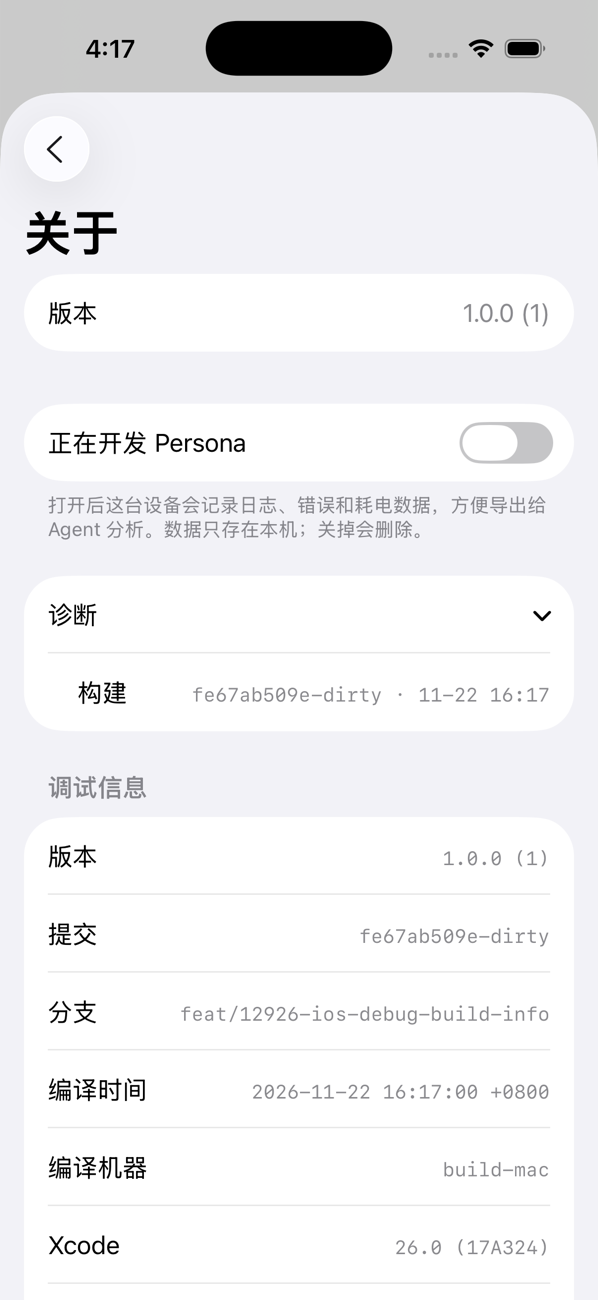 4:17
关于
版本 1.0.0 (1)
正在开发 Persona
打开后这台设备会记录日志、错误和耗电数据，方便导出给
Agent 分析。数据只存在本机；关掉会删除。
诊断
构建 fe67ab509e-dirty · 11-22 16:17
调试信息
版本 1.0.0 (1)
提交 fe67ab509e-dirty
分支 feat/12926-ios-debug-build-info
编译时间 2026-11-22 16:17:00 +0800
编译机器 build-mac
Xcode 26.0 (17A324)